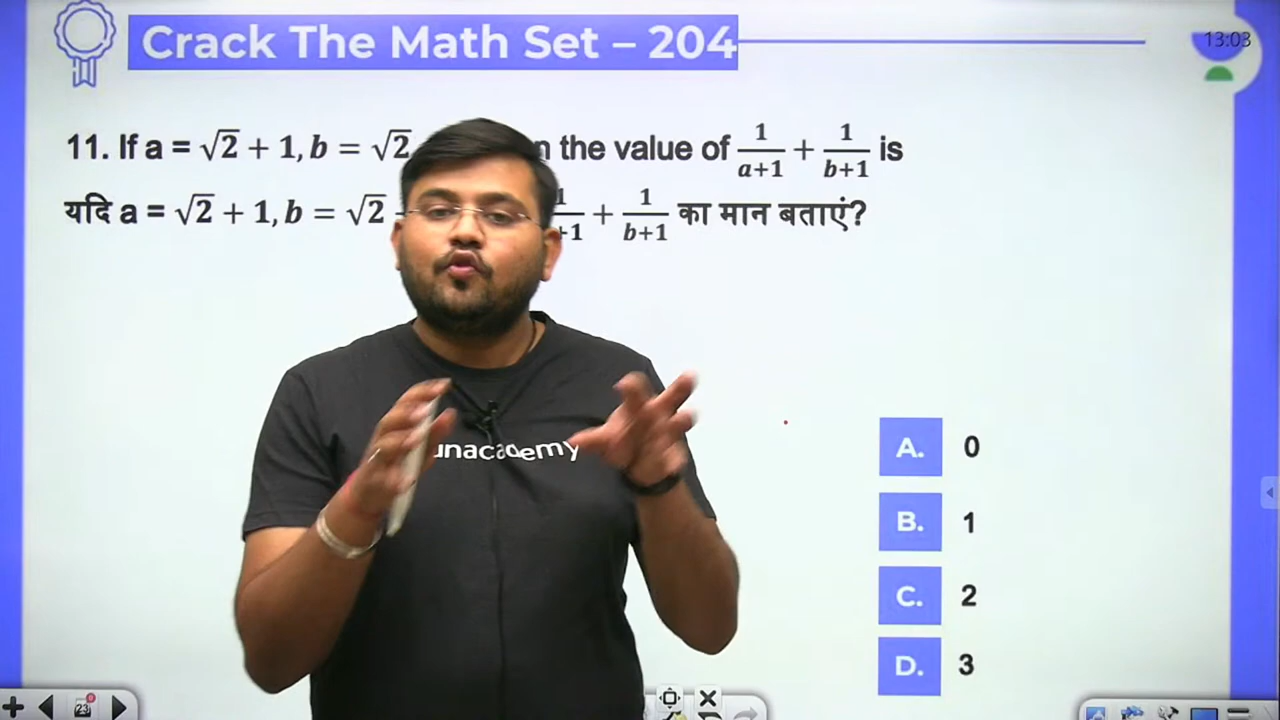 Crack The Math Set – 204
13:03
11. If a = √2 + 1, b = √2 the value of 1/(a+1) + 1/(b+1) is
यदि a = √2 + 1, b = √2 + 1/(b+1) का मान बताएं?
unacademy
A. 0
B. 1
C. 2
D. 3
23